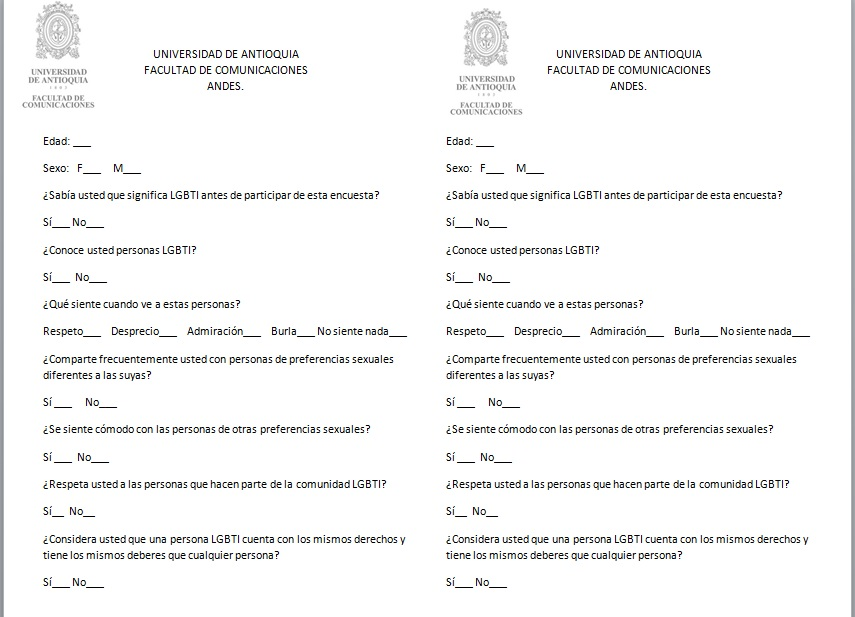 UNIVERSIDAD
DE ANTIOQUIA
1803
FACULTAD DE
COMUNICACIONES
UNIVERSIDAD DE ANTIOQUIA
FACULTAD DE COMUNICACIONES
ANDES.
Edad: ___
Sexo: F___ M___
¿Sabía usted que significa LGBTI antes de participar de esta encuesta?
Sí___ No___
¿Conoce usted personas LGBTI?
Sí___ No___
¿Qué siente cuando ve a estas personas?
Respeto___ Desprecio___ Admiración___ Burla___ No siente nada___
¿Comparte frecuentemente usted con personas de preferencias sexuales
diferentes a las suyas?
Sí ___ No___
¿Se siente cómodo con las personas de otras preferencias sexuales?
Sí ___ No___
¿Respeta usted a las personas que hacen parte de la comunidad LGBTI?
Sí__ No__
¿Considera usted que una persona LGBTI cuenta con los mismos derechos y
tiene los mismos deberes que cualquier persona?
Sí___ No___
UNIVERSIDAD
DE ANTIOQUIA
1803
FACULTAD DE
COMUNICACIONES
UNIVERSIDAD DE ANTIOQUIA
FACULTAD DE COMUNICACIONES
ANDES.
Edad: ___
Sexo: F___ M___
¿Sabía usted que significa LGBTI antes de participar de esta encuesta?
Sí___ No___
¿Conoce usted personas LGBTI?
Sí___ No___
¿Qué siente cuando ve a estas personas?
Respeto___ Desprecio___ Admiración___ Burla___ No siente nada___
¿Comparte frecuentemente usted con personas de preferencias sexuales
diferentes a las suyas?
Sí ___ No___
¿Se siente cómodo con las personas de otras preferencias sexuales?
Sí ___ No___
¿Respeta usted a las personas que hacen parte de la comunidad LGBTI?
Sí__ No__
¿Considera usted que una persona LGBTI cuenta con los mismos derechos y
tiene los mismos deberes que cualquier persona?
Sí___ No___